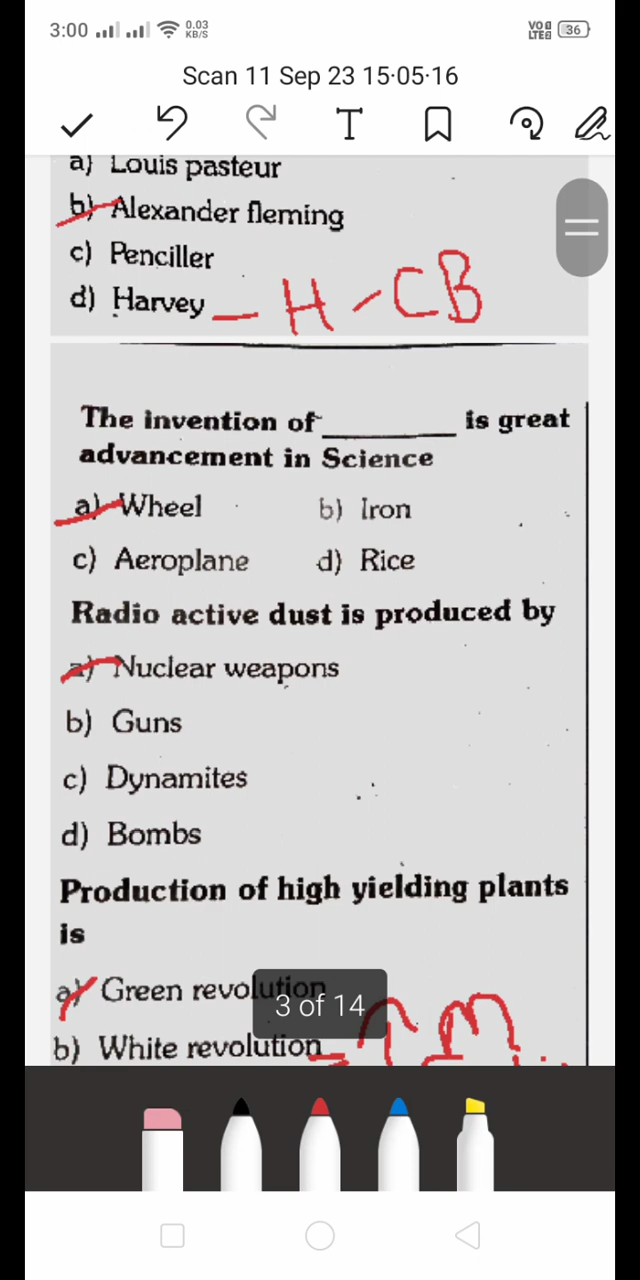 3:00
0.03
KB/S
VO
LTE
36
Scan 11 Sep 23 15·05·16
T
a) Louis pasteur
b) Alexander fleming
c) Penciller
d) Harvey – H - CB
The invention of ________ is great
advancement in Science
a) Wheel b) Iron
c) Aeroplane d) Rice
Radio active dust is produced by
a) Nuclear weapons
b) Guns
c) Dynamites
d) Bombs
Production of high yielding plants
is
a) Green revolution
3 of 14
b) White revolution